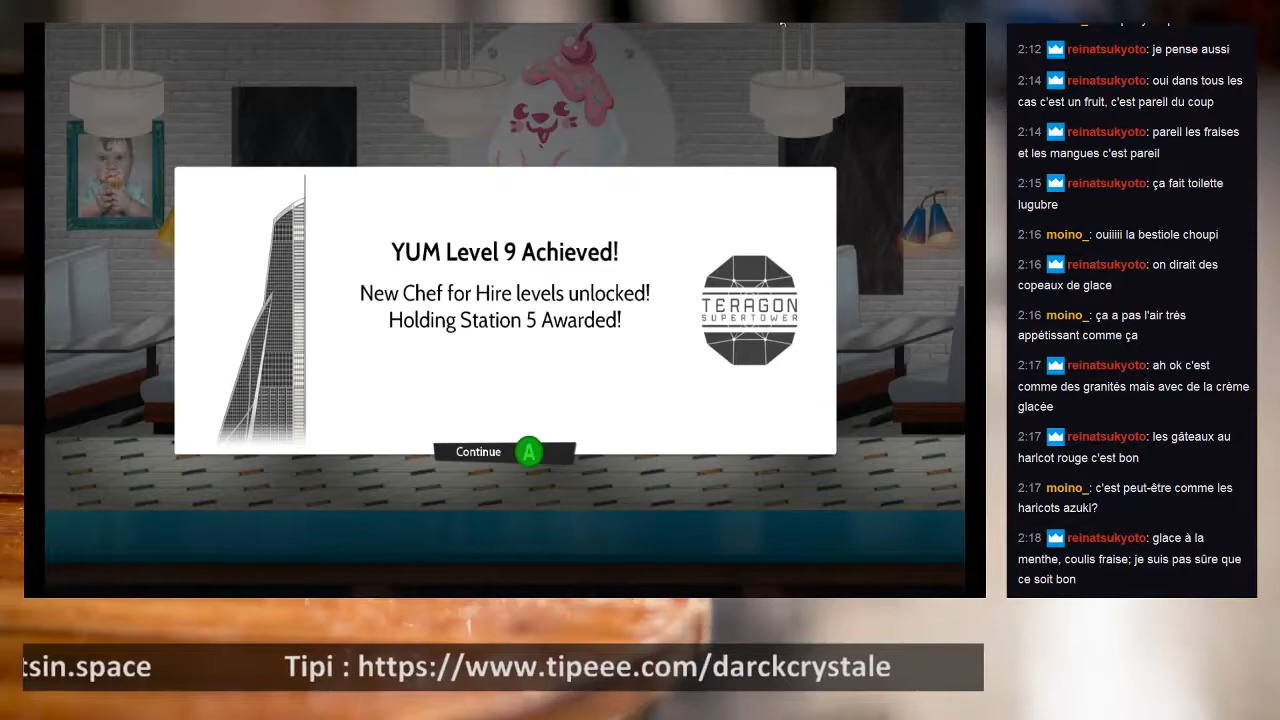 2:12 reinatsukyoto: je pense aussi
2:14 reinatsukyoto: oui dans tous les
cas c'est un fruit, c'est pareil du coup
2:14 reinatsukyoto: pareil les fraises
et les mangues c'est pareil
2:15 reinatsukyoto: ça fait toilette
lugubre
2:16 moino_: ouiiiii la bestiole choupi
2:16 reinatsukyoto: on dirait des
copeaux de glace
2:16 moino_: ça a pas l'air très
appétissant comme ça
2:17 reinatsukyoto: ah ok c'est
comme des granités mais avec de la crème
glacée
2:17 reinatsukyoto: les gâteaux au
haricot rouge c'est bon
2:17 moino_: c'est peut-être comme les
haricots azuki?
2:18 reinatsukyoto: glace à la
menthe, coulis fraise; je suis pas sûre que
ce soit bon
YUM Level 9 Achieved!
New Chef for Hire levels unlocked!
Holding Station 5 Awarded!
TERAGON
SUPERTOWER
Continue A
tsin.space Tipi : https://www.tipeee.com/darckcrystale